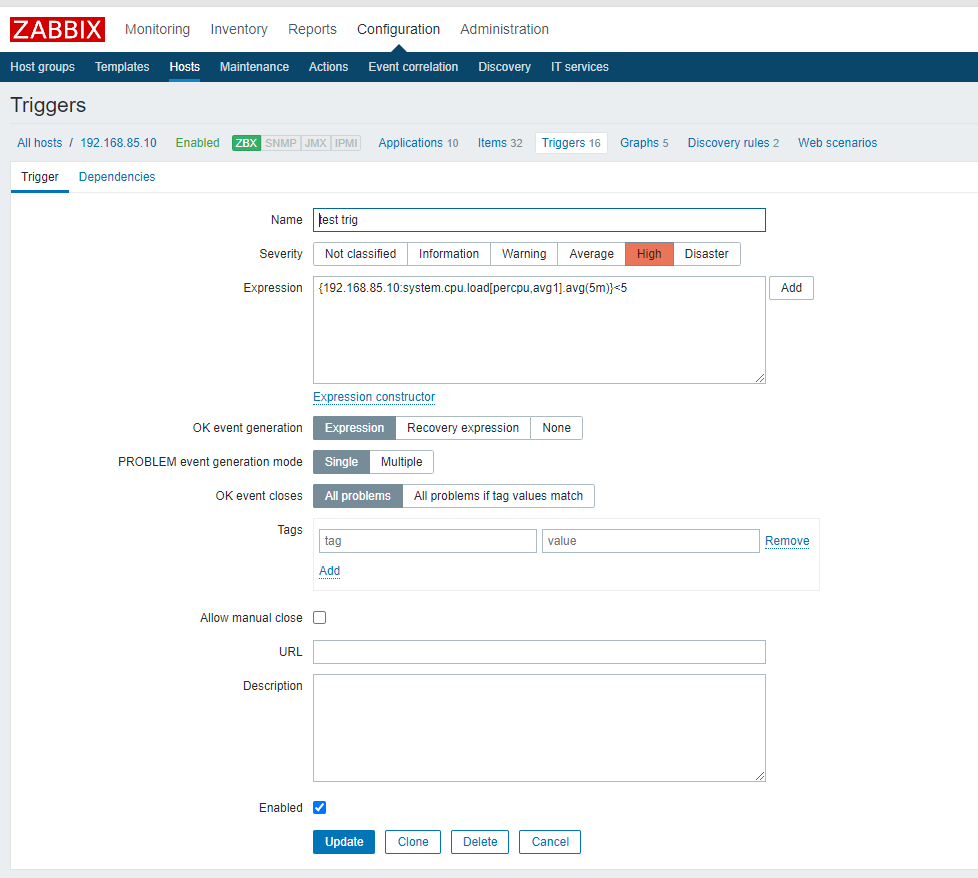 ZABBIX Monitoring Inventory Reports Configuration Administration
Host groups Templates Hosts Maintenance Actions Event correlation Discovery IT services
Triggers
All hosts / 192.168.85.10 Enabled ZBX SNMP JMX IPMI Applications 10 Items 32 Triggers 16 Graphs 5 Discovery rules 2 Web scenarios
Trigger Dependencies
Name test trig
Severity Not classified Information Warning Average High Disaster
Expression {192.168.85.10:system.cpu.load[percpu,avg1].avg(5m)}<5 Add
Expression constructor
OK event generation Expression Recovery expression None
PROBLEM event generation mode Single Multiple
OK event closes All problems All problems if tag values match
Tags
tag value Remove
Add
Allow manual close
URL
Description
Enabled
Update Clone Delete Cancel